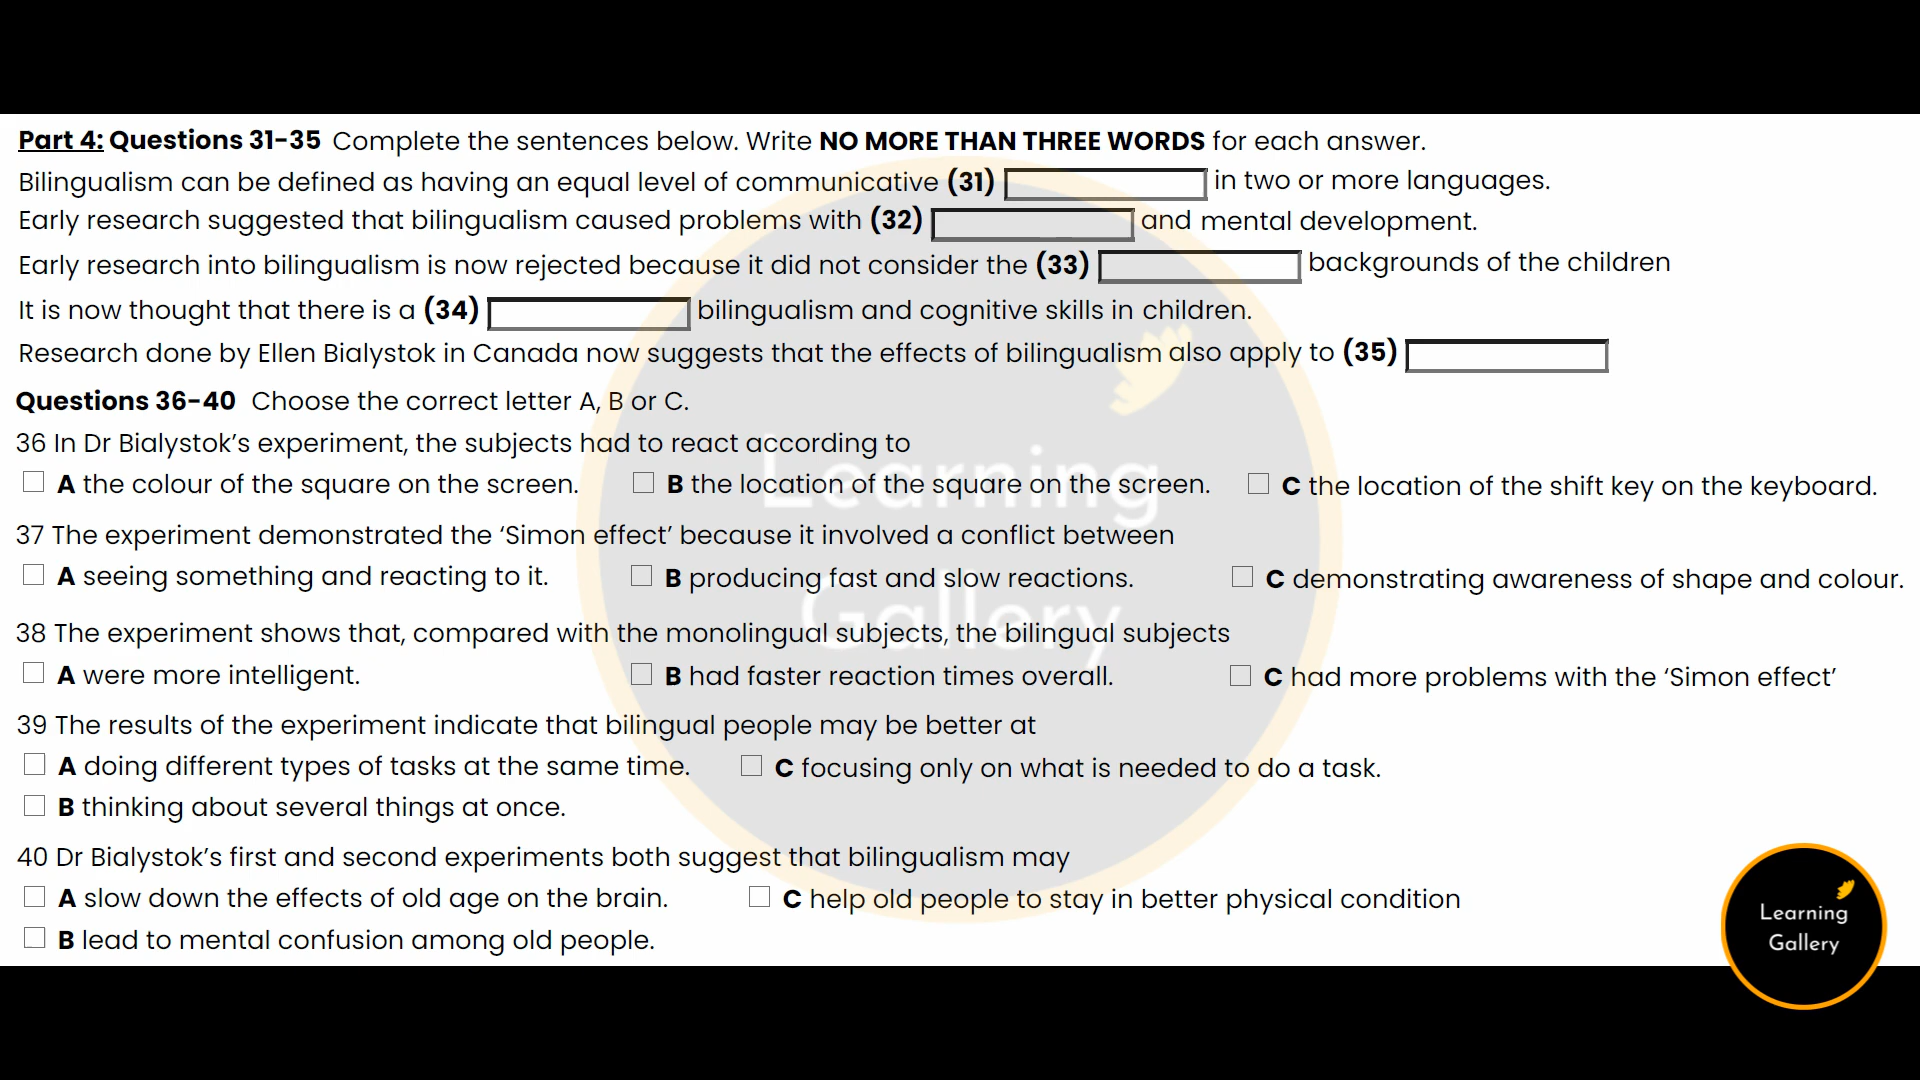 Part 4: Questions 31-35 Complete the sentences below. Write NO MORE THAN THREE WORDS for each answer.
Bilingualism can be defined as having an equal level of communicative (31) in two or more languages.
Early research suggested that bilingualism caused problems with (32) and mental development.
Early research into bilingualism is now rejected because it did not consider the (33) backgrounds of the children
It is now thought that there is a (34) bilingualism and cognitive skills in children.
Research done by Ellen Bialystok in Canada now suggests that the effects of bilingualism also apply to (35)
Questions 36-40 Choose the correct letter A, B or C.
36 In Dr Bialystok's experiment, the subjects had to react according to
A the colour of the square on the screen. B the location of the square on the screen. C the location of the shift key on the keyboard.
37 The experiment demonstrated the 'Simon effect' because it involved a conflict between
A seeing something and reacting to it. B producing fast and slow reactions. C demonstrating awareness of shape and colour.
38 The experiment shows that, compared with the monolingual subjects, the bilingual subjects
A were more intelligent. B had faster reaction times overall. C had more problems with the 'Simon effect'
39 The results of the experiment indicate that bilingual people may be better at
A doing different types of tasks at the same time. C focusing only on what is needed to do a task.
B thinking about several things at once.
40 Dr Bialystok's first and second experiments both suggest that bilingualism may
A slow down the effects of old age on the brain. C help old people to stay in better physical condition
B lead to mental confusion among old people.
Learning
Gallery
Learning
Gallery